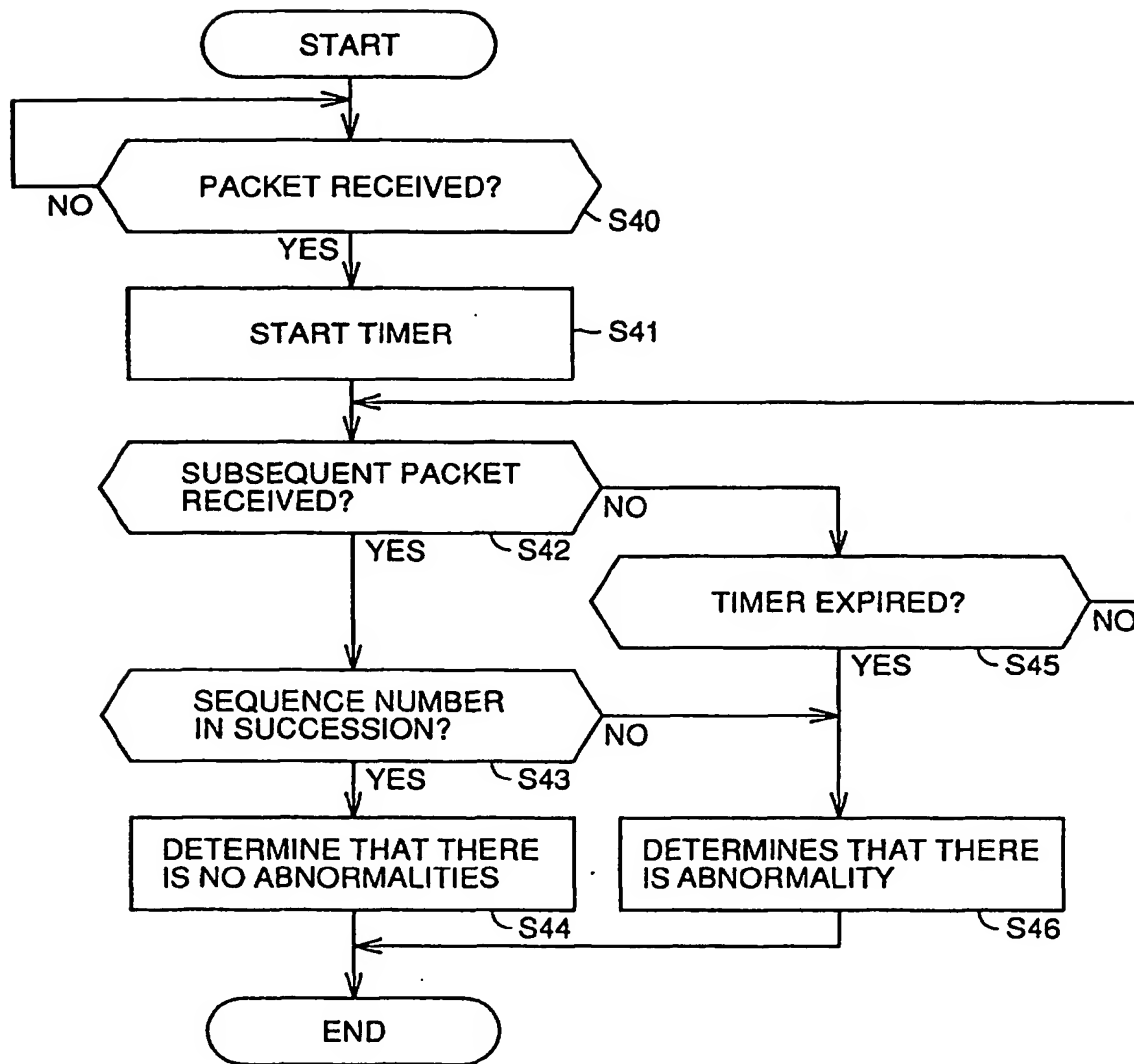 START
PACKET RECEIVED?
NO
S40
YES
START TIMER
S41
SUBSEQUENT PACKET
RECEIVED?
NO
YES
S42
TIMER EXPIRED?
NO
YES
S45
SEQUENCE NUMBER
IN SUCCESSION?
NO
YES
S43
DETERMINE THAT THERE
IS NO ABNORMALITIES
S44
DETERMINES THAT THERE
IS ABNORMALITY
S46
END